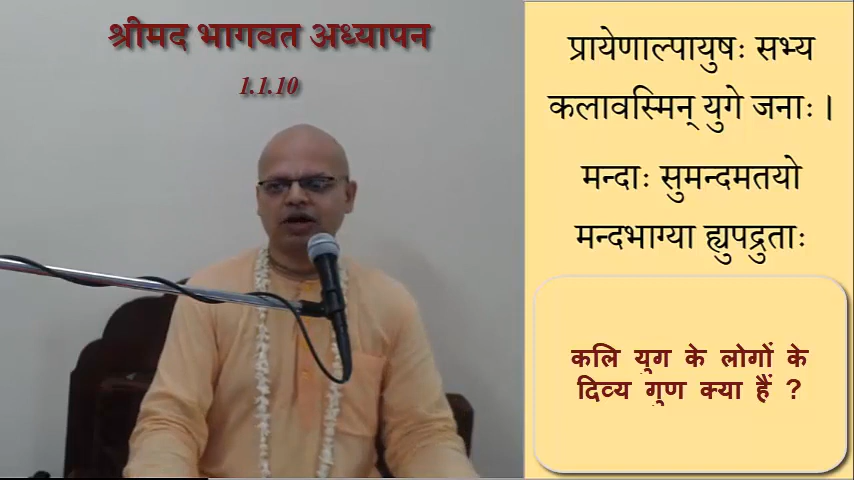 श्रीमद भागवत अध्यापन
1.1.10
प्रायेणाल्पायुषः सभ्य
कलावस्मिन् युगे जनाः ।
मन्दाः सुमन्दमतयो
मन्दभाग्या ह्युपद्रुताः
कलि युग के लोगों के
दिव्य गुण क्या हैं ?